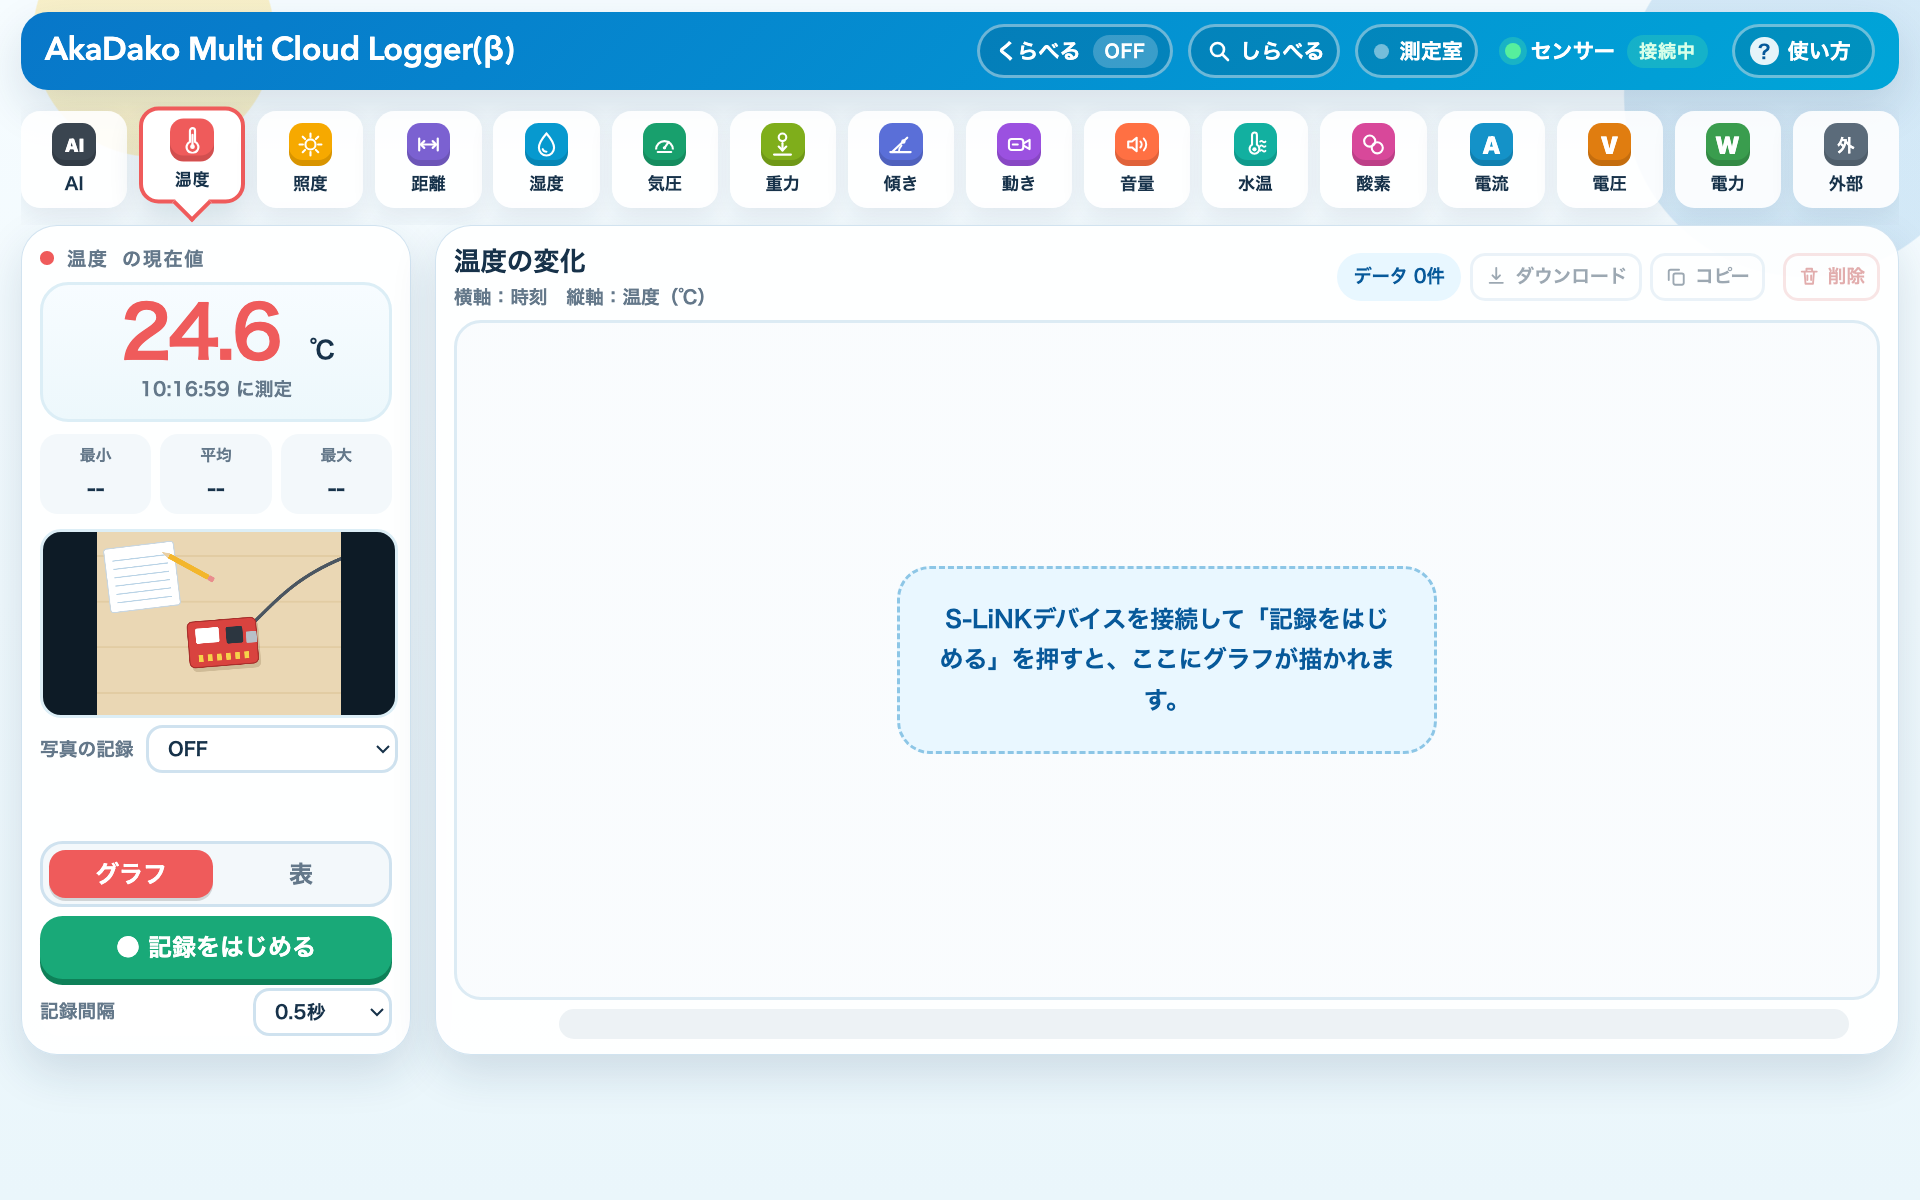 AkaDako Multi Cloud Logger(β)
くらべる OFF
しらべる
測定室
センサー 接続中
? 使い方
AI
AI
温度
照度
距離
湿度
気圧
重力
傾き
動き
音量
水温
酸素
A
電流
V
電圧
W
電力
外
外部
温度 の現在値
24.6 ℃
10:16:59 に測定
最小
--
平均
--
最大
--
写真の記録 OFF
グラフ 表
記録をはじめる
記録間隔 0.5秒
温度の変化
横軸：時刻 縦軸：温度（℃）
データ 0件
ダウンロード
コピー
削除
S-LiNKデバイスを接続して「記録をはじ
める」を押すと、ここにグラフが描かれま
す。